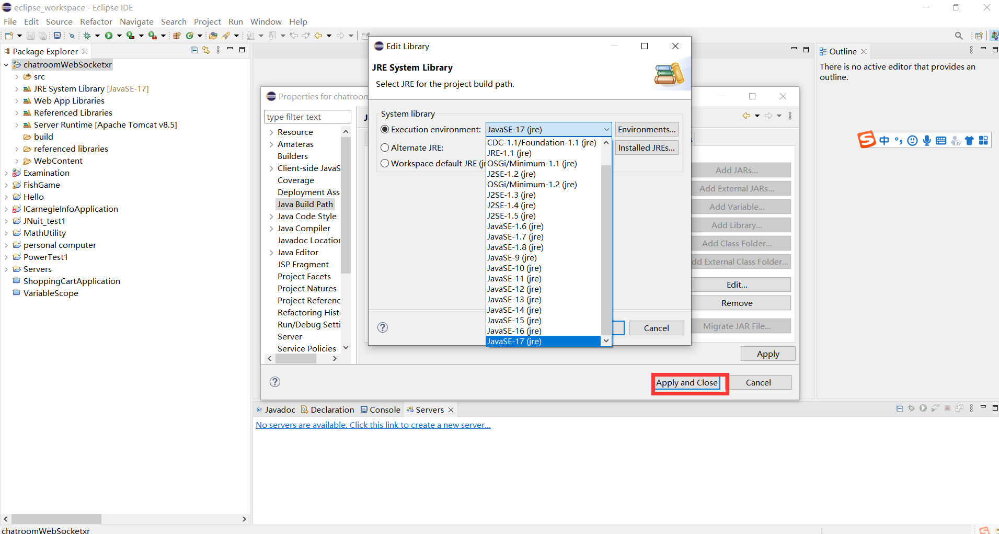 eclipse_workspace - Eclipse IDE
File Edit Source Refactor Navigate Search Project Run Window Help
Package Explorer
chatroomWebSocketxr
src
JRE System Library [JavaSE-17]
Web App Libraries
Referenced Libraries
Server Runtime [Apache Tomcat v8.5]
build
referenced libraries
WebContent
Examination
FishGame
Hello
ICarnegieInfoApplication
JNuit_test1
MathUtility
personal computer
PowerTest1
Servers
ShoppingCartApplication
VariableScope
Properties for chatroom
type filter text
Resource
Amateras
Builders
Client-side JavaS
Coverage
Deployment Ass
Java Build Path
Java Code Style
Java Compiler
Javadoc Location
Java Editor
JSP Fragment
Project Facets
Project Natures
Project Referenc
Refactoring Histo
Run/Debug Setti
Server
Service Policies
Edit Library
JRE System Library
Select JRE for the project build path.
System library
Execution environment: JavaSE-17 (jre) Environments...
Alternate JRE: Installed JREs...
Workspace default JRE (jr
CDC-1.1/Foundation-1.1 (jre)
JRE-1.1 (jre)
OSGi/Minimum-1.1 (jre)
J2SE-1.2 (jre)
OSGi/Minimum-1.2 (jre)
J2SE-1.3 (jre)
J2SE-1.4 (jre)
J2SE-1.5 (jre)
JavaSE-1.6 (jre)
JavaSE-1.7 (jre)
JavaSE-1.8 (jre)
JavaSE-9 (jre)
JavaSE-10 (jre)
JavaSE-11 (jre)
JavaSE-12 (jre)
JavaSE-13 (jre)
JavaSE-14 (jre)
JavaSE-15 (jre)
JavaSE-16 (jre)
JavaSE-17 (jre)
Cancel
Add JARs...
Add External JARs...
Add Variable...
Add Library...
Add Class Folder...
dd External Class Folder...
Edit...
Remove
Migrate JAR File...
Apply
Apply and Close Cancel
Outline
There is no active editor that provides an
outline.
中
Javadoc Declaration Console Servers
No servers are available. Click this link to create a new server...
chatroomWebSocketxr